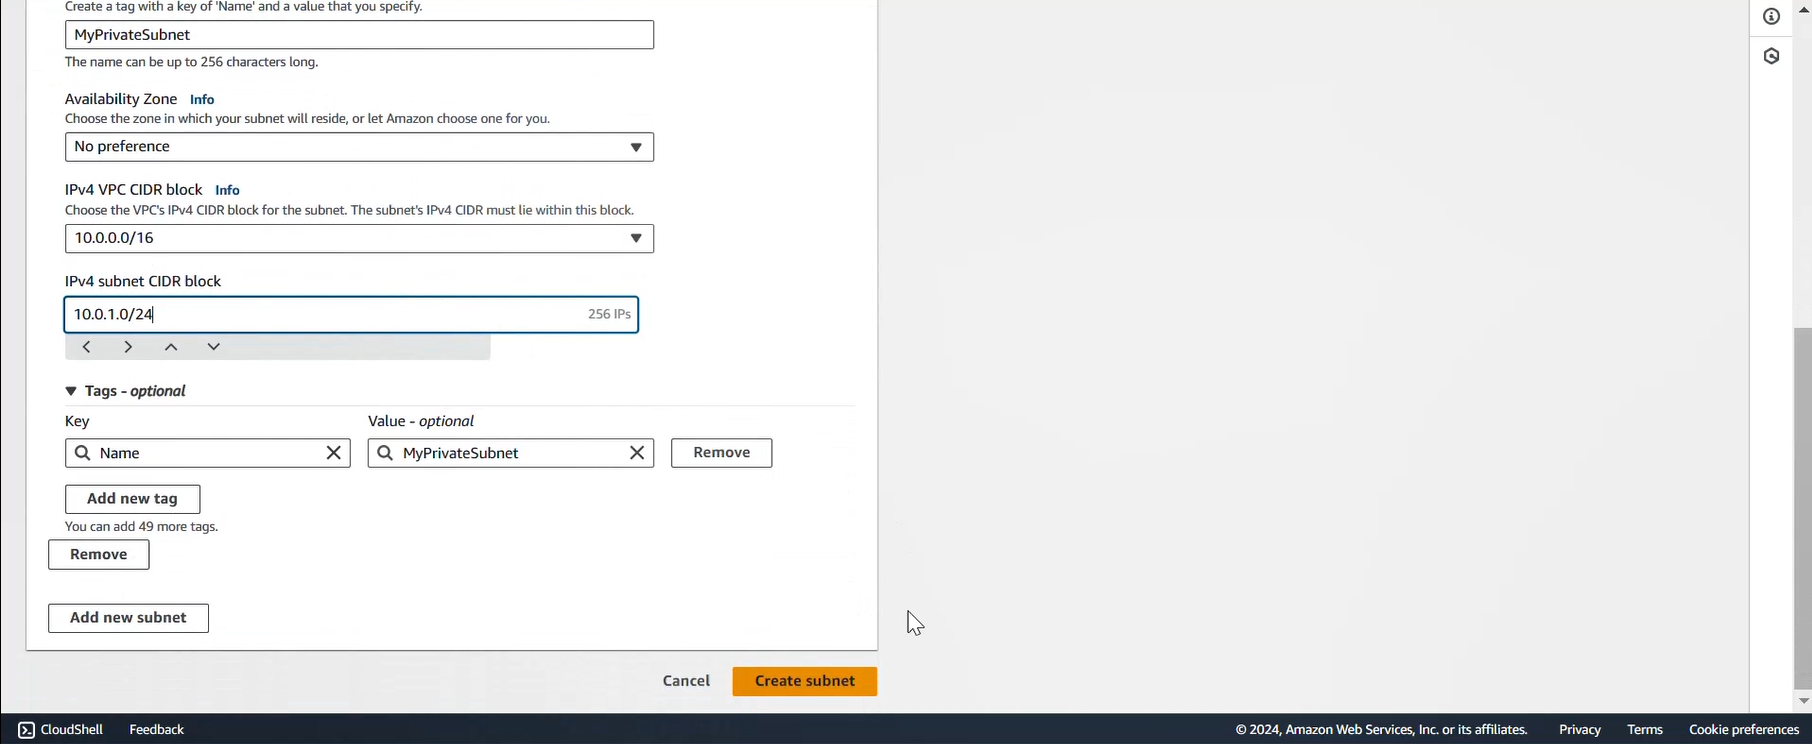 Create a tag with a key of 'Name' and a value that you specify.
MyPrivateSubnet
The name can be up to 256 characters long.
Availability Zone Info
Choose the zone in which your subnet will reside, or let Amazon choose one for you.
No preference
IPv4 VPC CIDR block Info
Choose the VPC's IPv4 CIDR block for the subnet. The subnet's IPv4 CIDR must lie within this block.
10.0.0.0/16
IPv4 subnet CIDR block
10.0.1.0/24 256 IPs
Tags - optional
Key Value - optional
Name MyPrivateSubnet Remove
Add new tag
You can add 49 more tags.
Remove
Add new subnet
Cancel Create subnet
CloudShell Feedback © 2024, Amazon Web Services, Inc. or its affiliates. Privacy Terms Cookie preferences